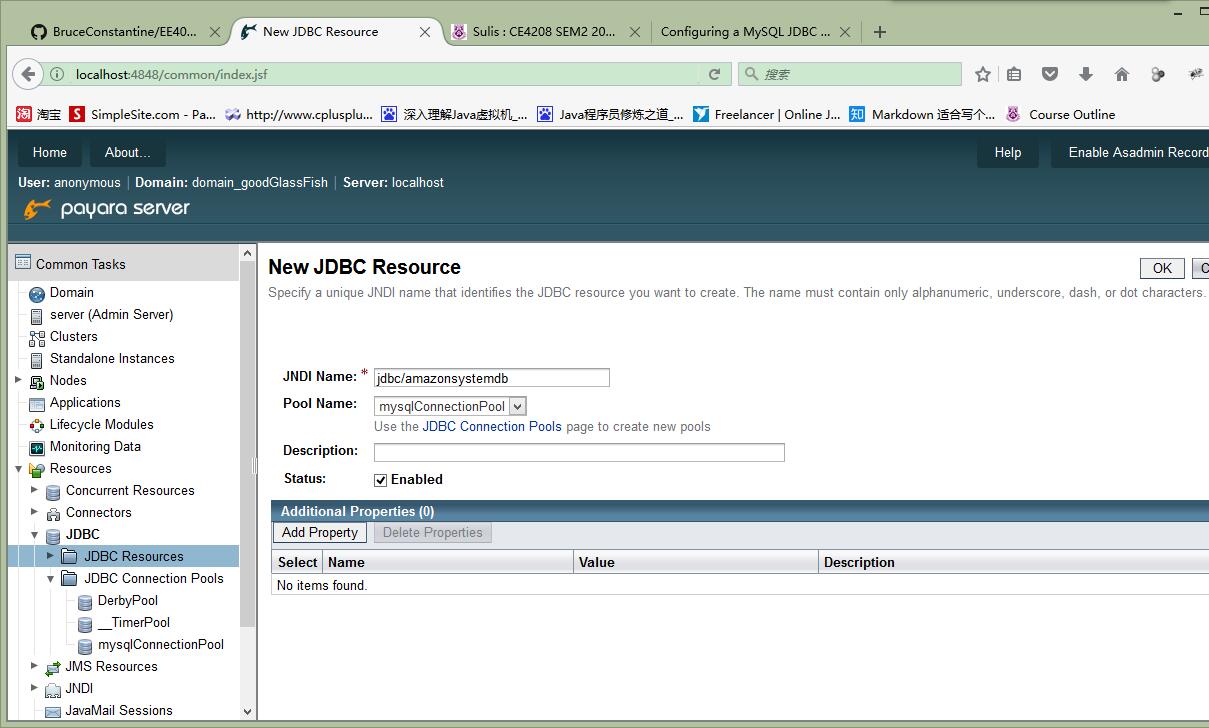 BruceConstantine/EE40... New JDBC Resource Sulis : CE4208 SEM2 20... Configuring a MySQL JDBC ...
localhost:4848/common/index.jsf 搜索
淘 淘宝 S SimpleSite.com - Pa... http://www.cplusplu... 深入理解Java虚拟机_... Java程序员修炼之道_... Freelancer | Online J... 知 Markdown 适合写个... Course Outline
Home About... Help Enable Asadmin Record
User: anonymous Domain: domain_goodGlassFish Server: localhost
payara server
Common Tasks
Domain
server (Admin Server)
Clusters
Standalone Instances
Nodes
Applications
Lifecycle Modules
Monitoring Data
Resources
Concurrent Resources
Connectors
JDBC
JDBC Resources
JDBC Connection Pools
DerbyPool
__TimerPool
mysqlConnectionPool
JMS Resources
JNDI
JavaMail Sessions
New JDBC Resource OK C
Specify a unique JNDI name that identifies the JDBC resource you want to create. The name must contain only alphanumeric, underscore, dash, or dot characters.
JNDI Name: * jdbc/amazonsystemdb
Pool Name: mysqlConnectionPool
Use the JDBC Connection Pools page to create new pools
Description:
Status: Enabled
Additional Properties (0)
Add Property Delete Properties
Select Name Value Description
No items found.